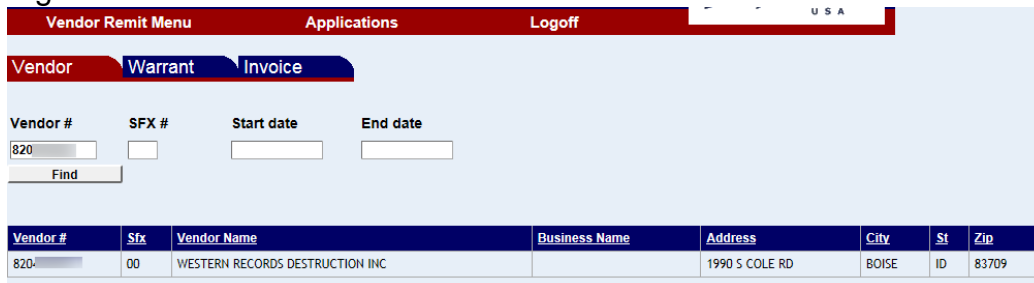 Vendor Remit Menu Applications Logoff
USA
Vendor Warrant Invoice
Vendor # SFX # Start date End date
820
Find
Vendor # Sfx Vendor Name Business Name Address City St Zip
820 00 WESTERN RECORDS DESTRUCTION INC 1990 S COLE RD BOISE ID 83709